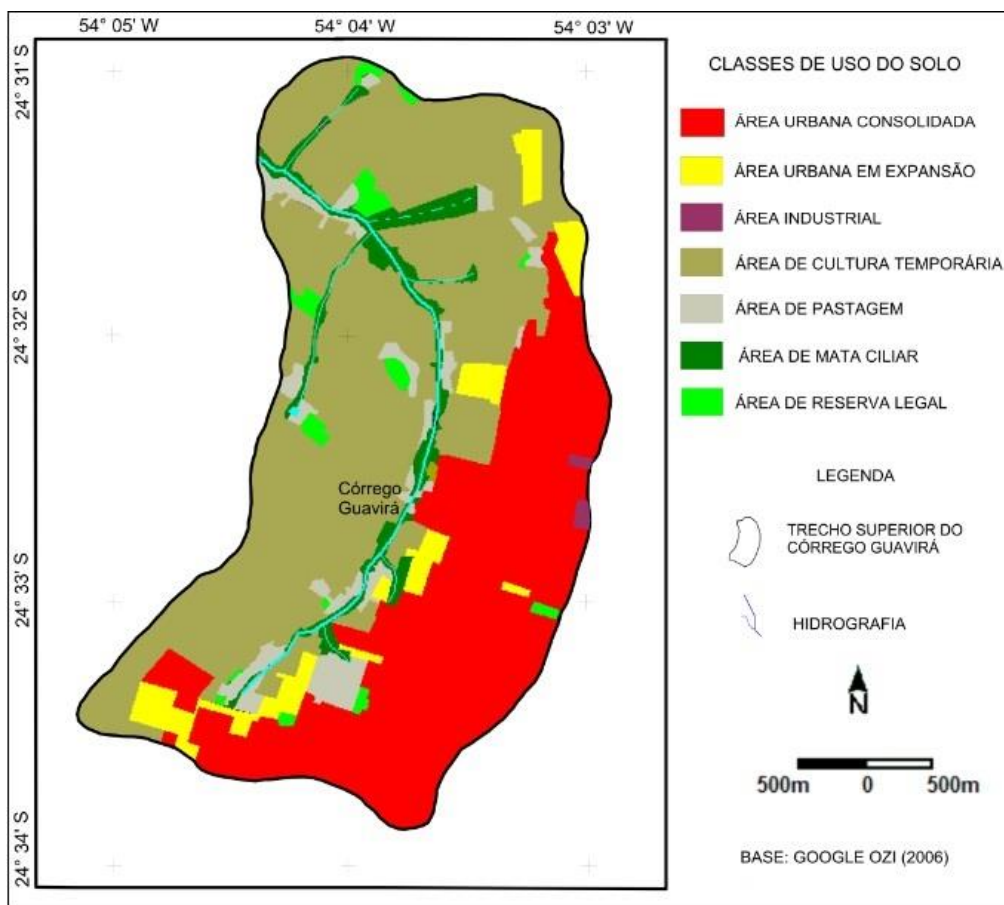 54° 05' W
54° 04' W
54° 03' W
24° 31' S
24° 32' S
24° 33' S
24° 34' S
Córrego
Guavirá
CLASSES DE USO DO SOLO
ÁREA URBANA CONSOLIDADA
ÁREA URBANA EM EXPANSÃO
ÁREA INDUSTRIAL
ÁREA DE CULTURA TEMPORÁRIA
ÁREA DE PASTAGEM
ÁREA DE MATA CILIAR
ÁREA DE RESERVA LEGAL
LEGENDA
TRECHO SUPERIOR DO
CÓRREGO GUAVIRÁ
HIDROGRAFIA
N
500m 0 500m
BASE: GOOGLE OZI (2006)